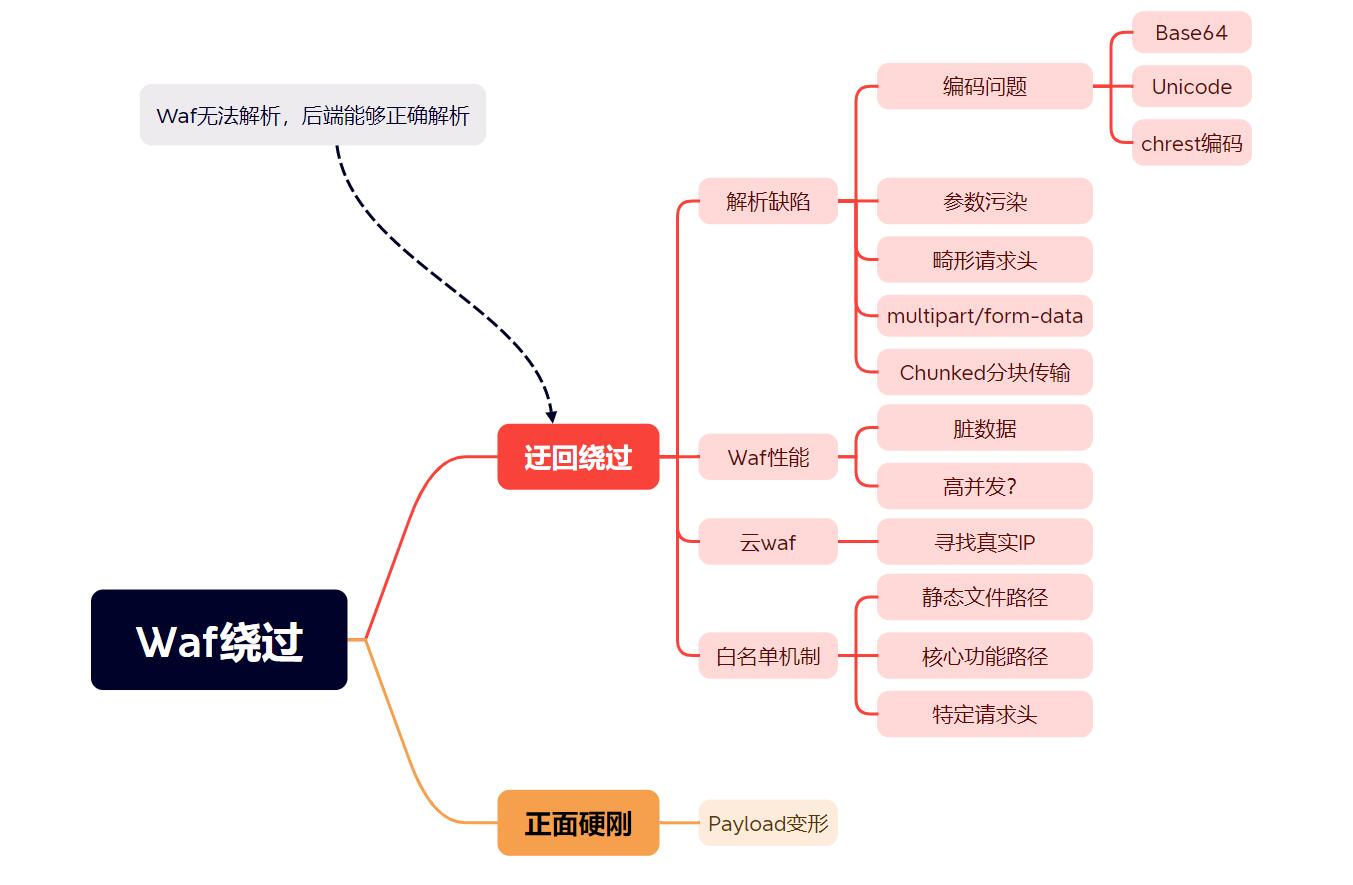 Waf无法解析，后端能够正确解析
Waf绕过
迂回绕过
解析缺陷
编码问题
Base64
Unicode
chrest编码
参数污染
畸形请求头
multipart/form-data
Chunked分块传输
Waf性能
脏数据
高并发?
云waf
寻找真实IP
白名单机制
静态文件路径
核心功能路径
特定请求头
正面硬刚
Payload变形